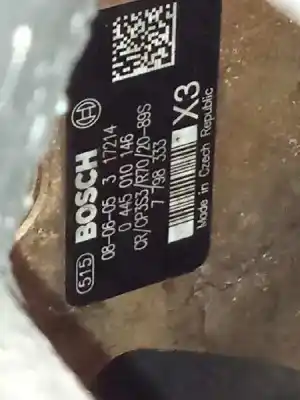 (515) BOSCH
08-06-05 3 17214
0 445 010 146
CR/CP3S3/R70/20-89S
7 798 333
X3
Made in Czech Republic